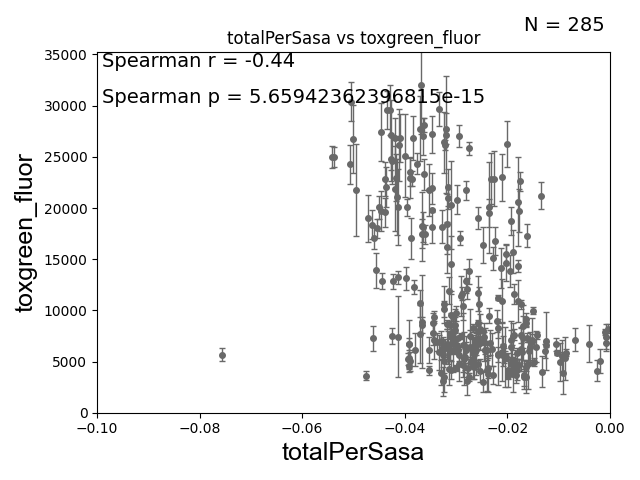 N = 285
totalPerSasa vs toxgreen_fluor
Spearman r = -0.44
Spearman p = 5.65942362396815e-15
35000
30000
25000
20000
15000
10000
5000
0
toxgreen_fluor
−0.10 −0.08 −0.06 −0.04 −0.02 0.00
totalPerSasa